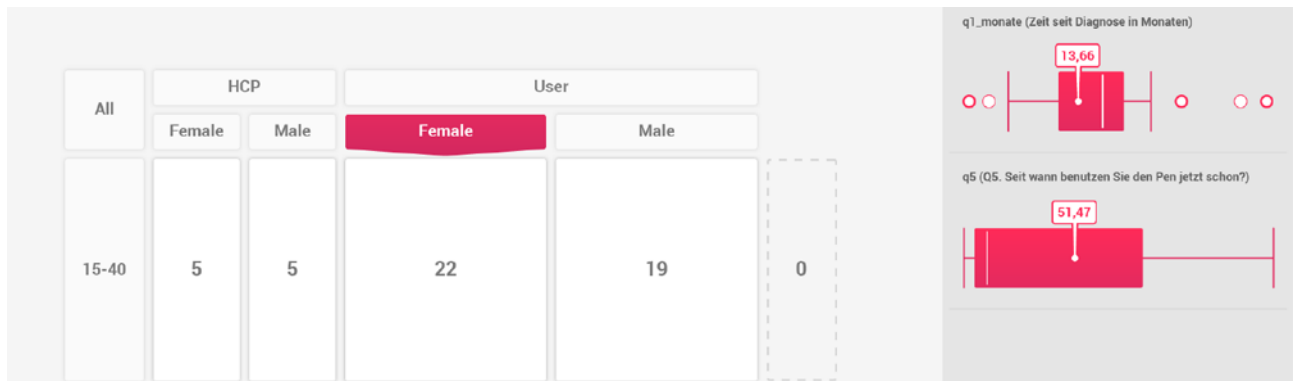 All
HCP
User
Female
Male
Female
Male
15-40
5
5
22
19
0
q1_monate (Zeit seit Diagnose in Monaten)
13,66
q5 (Q5. Seit wann benutzen Sie den Pen jetzt schon?)
51,47